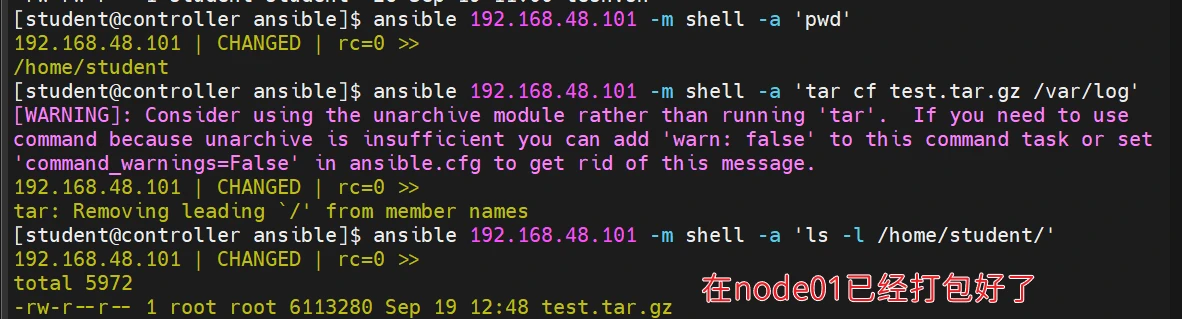 [student@controller ansible]$ ansible 192.168.48.101 -m shell -a 'pwd'
192.168.48.101 | CHANGED | rc=0 >>
/home/student
[student@controller ansible]$ ansible 192.168.48.101 -m shell -a 'tar cf test.tar.gz /var/log'
[WARNING]: Consider using the unarchive module rather than running 'tar'.  If you need to use
command because unarchive is insufficient you can add 'warn: false' to this command task or set
'command_warnings=False' in ansible.cfg to get rid of this message.
192.168.48.101 | CHANGED | rc=0 >>
tar: Removing leading `/' from member names
[student@controller ansible]$ ansible 192.168.48.101 -m shell -a 'ls -l /home/student/'
192.168.48.101 | CHANGED | rc=0 >>
total 5972
-rw-r--r-- 1 root root 6113280 Sep 19 12:48 test.tar.gz
在node01已经打包好了